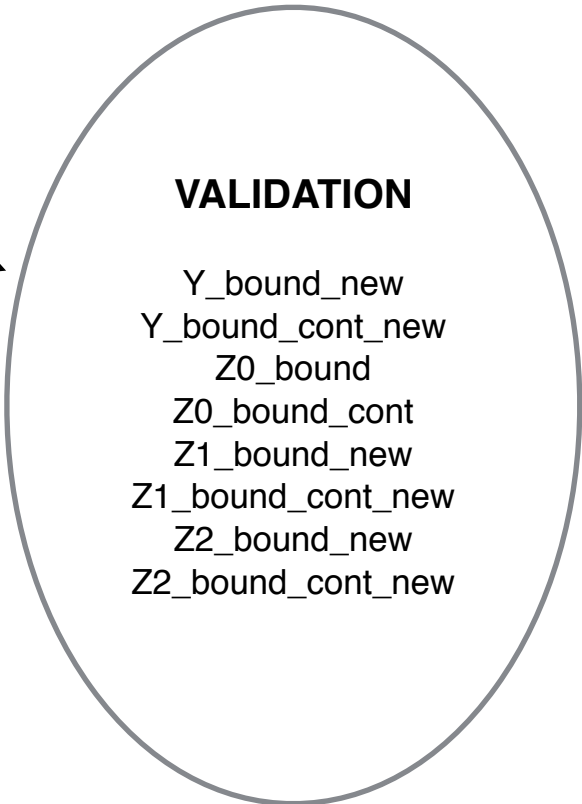 VALIDATION
Y_bound_new
Y_bound_cont_new
Z0_bound
Z0_bound_cont
Z1_bound_new
Z1_bound_cont_new
Z2_bound_new
Z2_bound_cont_new